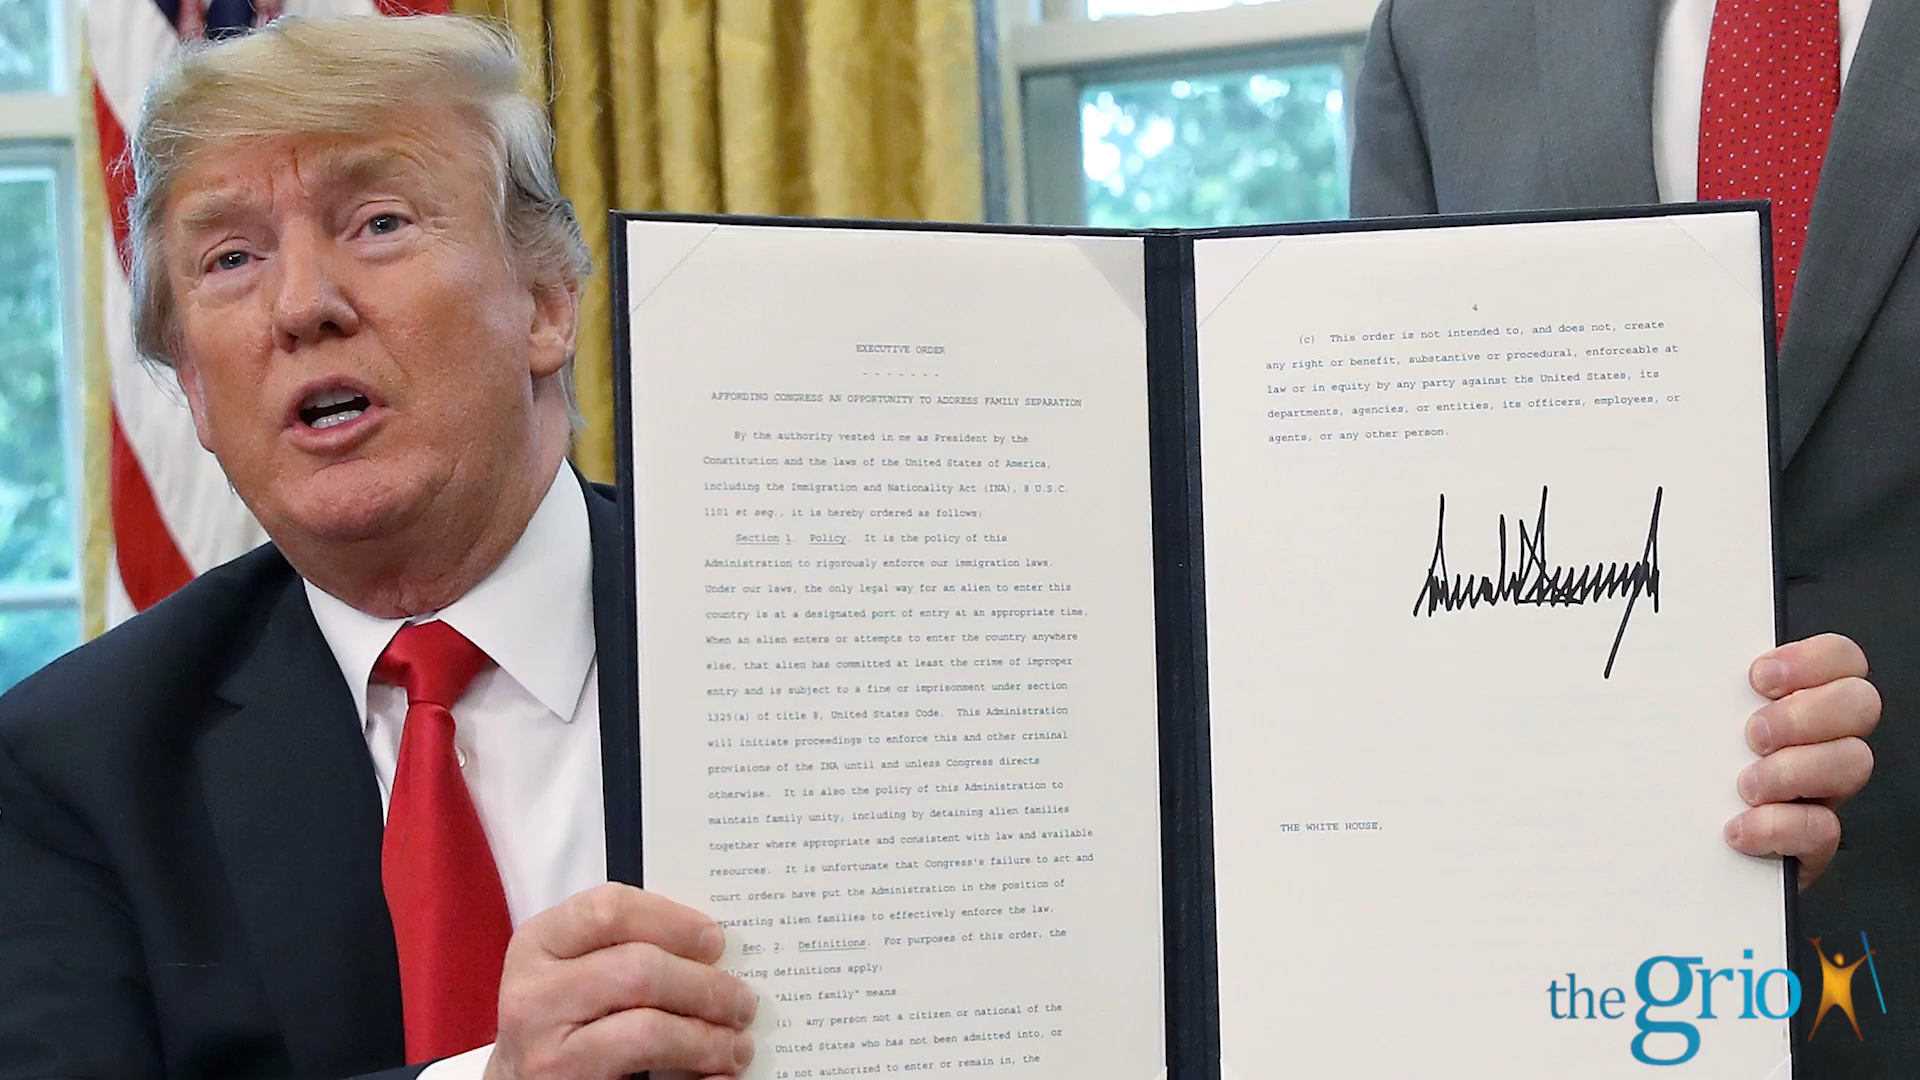 EXECUTIVE ORDER
- - - - - - -
AFFORDING CONGRESS AN OPPORTUNITY TO ADDRESS FAMILY SEPARATION
By the authority vested in me as President by the
Constitution and the laws of the United States of America,
including the Immigration and Nationality Act (INA), 8 U.S.C.
1101 et seq., it is hereby ordered as follows:
Section 1. Policy. It is the policy of this
Administration to rigorously enforce our immigration laws.
Under our laws, the only legal way for an alien to enter this
country is at a designated port of entry at an appropriate time.
When an alien enters or attempts to enter the country anywhere
else, that alien has committed at least the crime of improper
entry and is subject to a fine or imprisonment under section
1325(a) of title 8, United States Code. This Administration
will initiate proceedings to enforce this and other criminal
provisions of the INA until and unless Congress directs
otherwise. It is also the policy of this Administration to
maintain family unity, including by detaining alien families
together where appropriate and consistent with law and available
resources. It is unfortunate that Congress's failure to act and
court orders have put the Administration in the position of
eparating alien families to effectively enforce the law.
Sec. 2. Definitions. For purposes of this order, the
lowing definitions apply:
) "Alien family" means
(i) any person not a citizen or national of the
United States who has not been admitted into, or
is not authorized to enter or remain in, the
4
(c) This order is not intended to, and does not, create
any right or benefit, substantive or procedural, enforceable at
law or in equity by any party against the United States, its
departments, agencies, or entities, its officers, employees, or
agents, or any other person.
THE WHITE HOUSE,
thegrio